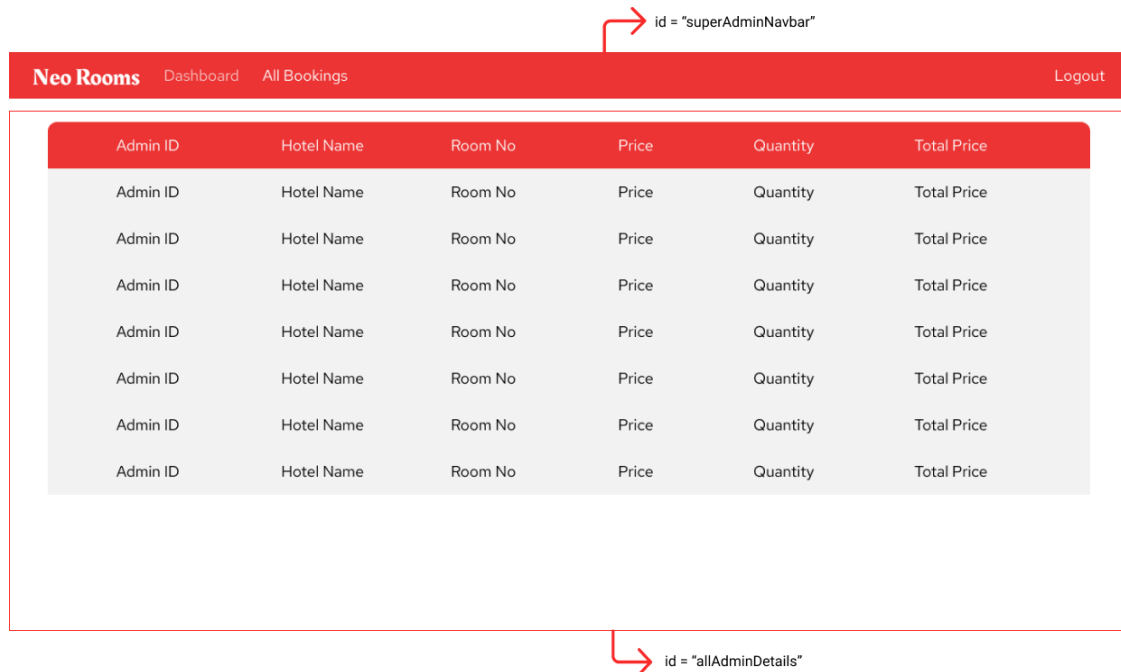 id = “superAdminNavbar”
Neo Rooms Dashboard All Bookings Logout
Admin ID Hotel Name Room No Price Quantity Total Price
Admin ID Hotel Name Room No Price Quantity Total Price
Admin ID Hotel Name Room No Price Quantity Total Price
Admin ID Hotel Name Room No Price Quantity Total Price
Admin ID Hotel Name Room No Price Quantity Total Price
Admin ID Hotel Name Room No Price Quantity Total Price
Admin ID Hotel Name Room No Price Quantity Total Price
Admin ID Hotel Name Room No Price Quantity Total Price
id = “allAdminDetails”